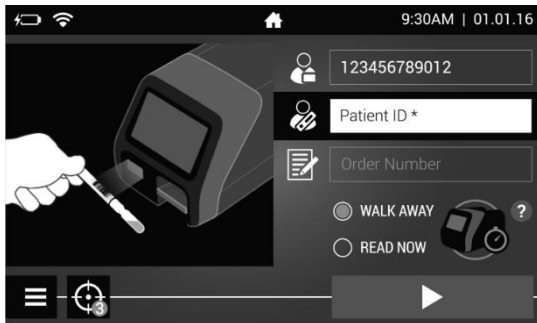 9:30AM | 01.01.16
123456789012
Patient ID *
Order Number
WALK AWAY
?
READ NOW
3